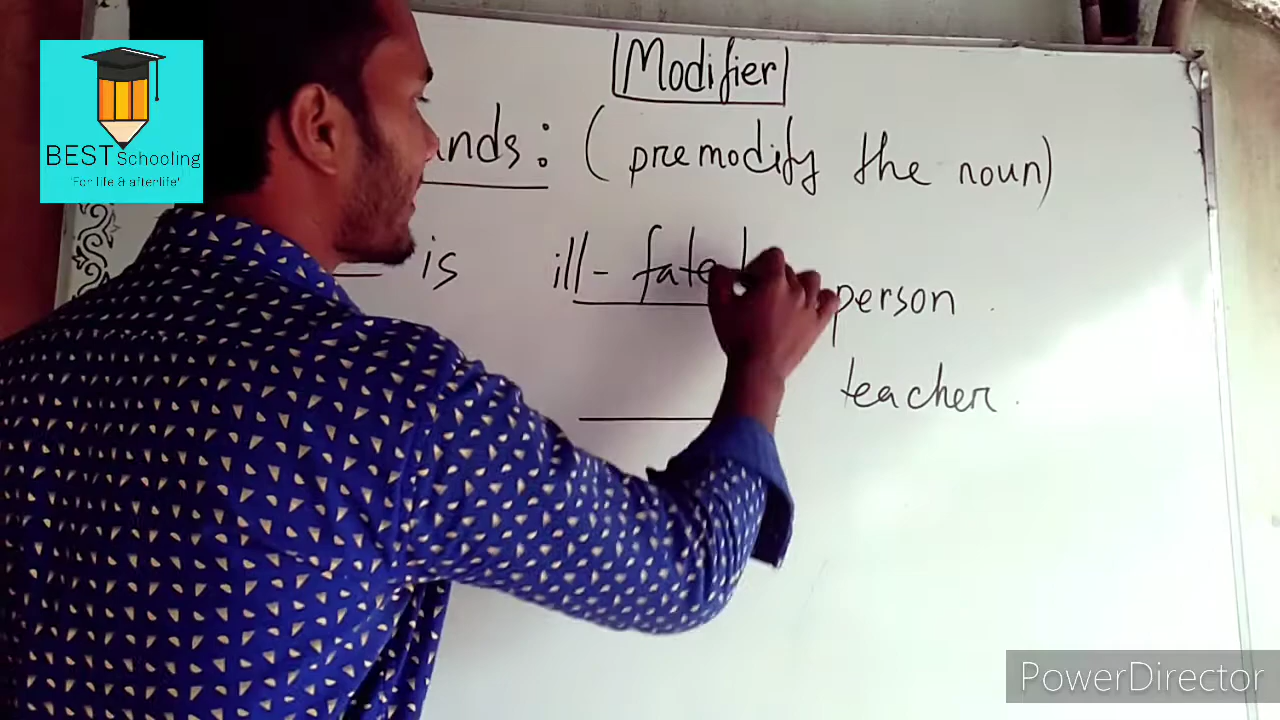 Modifier
BEST Schooling
'For life & afterlife'
nds: (premodify the noun)
is ill-fate person.
teacher.
PowerDirector